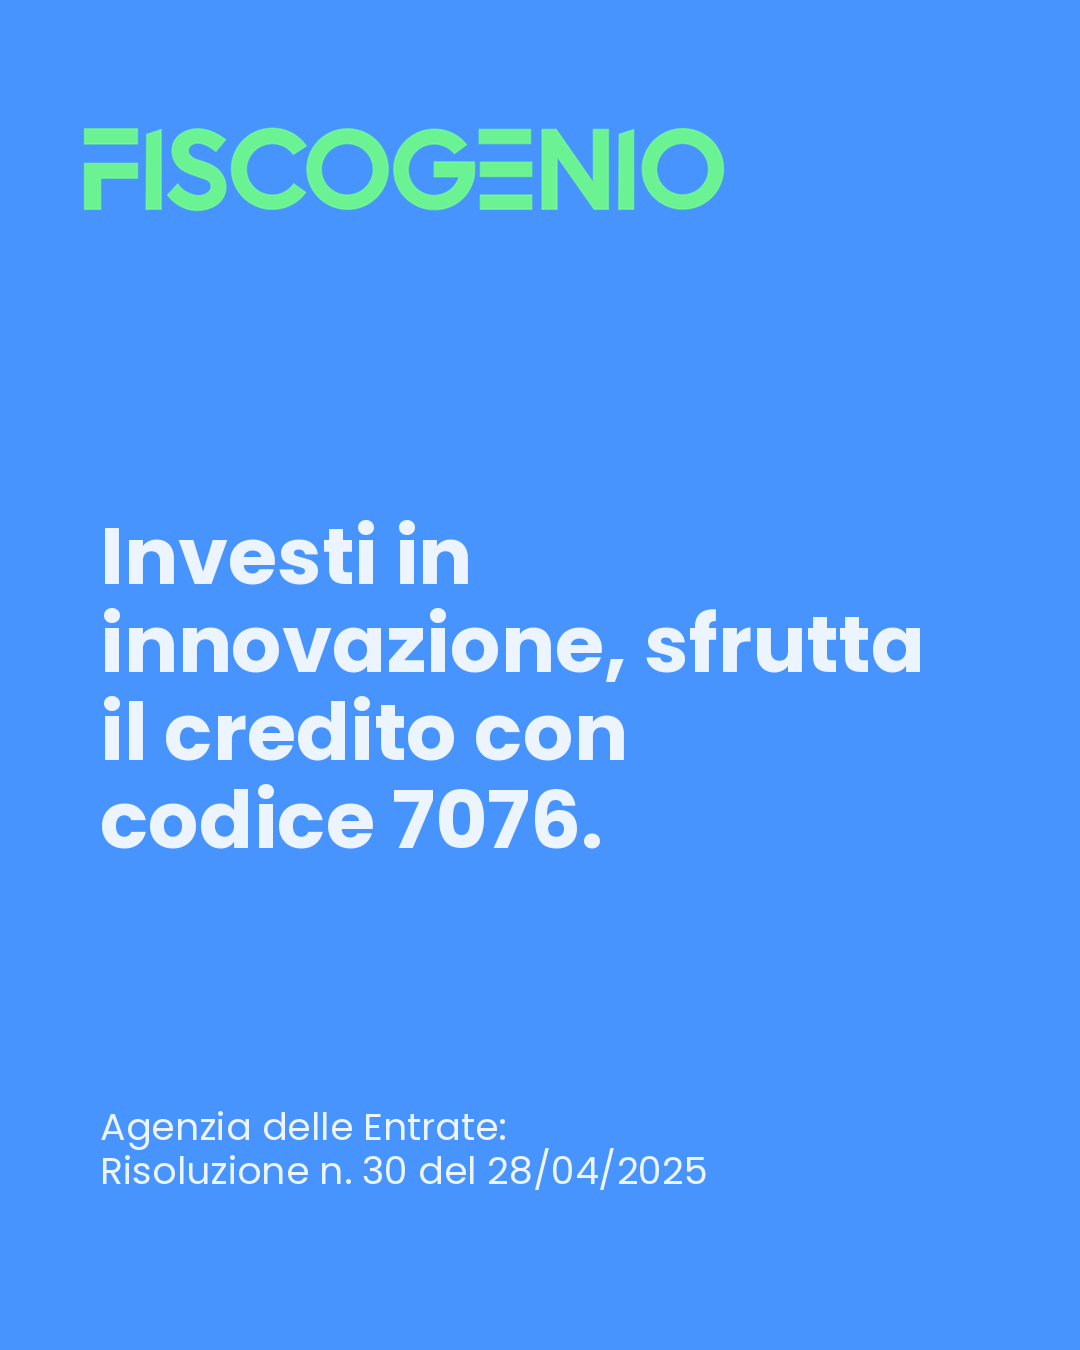 FISCOGENIO
Investi in
innovazione, sfrutta
il credito con
codice 7076.
Agenzia delle Entrate:
Risoluzione n. 30 del 28/04/2025